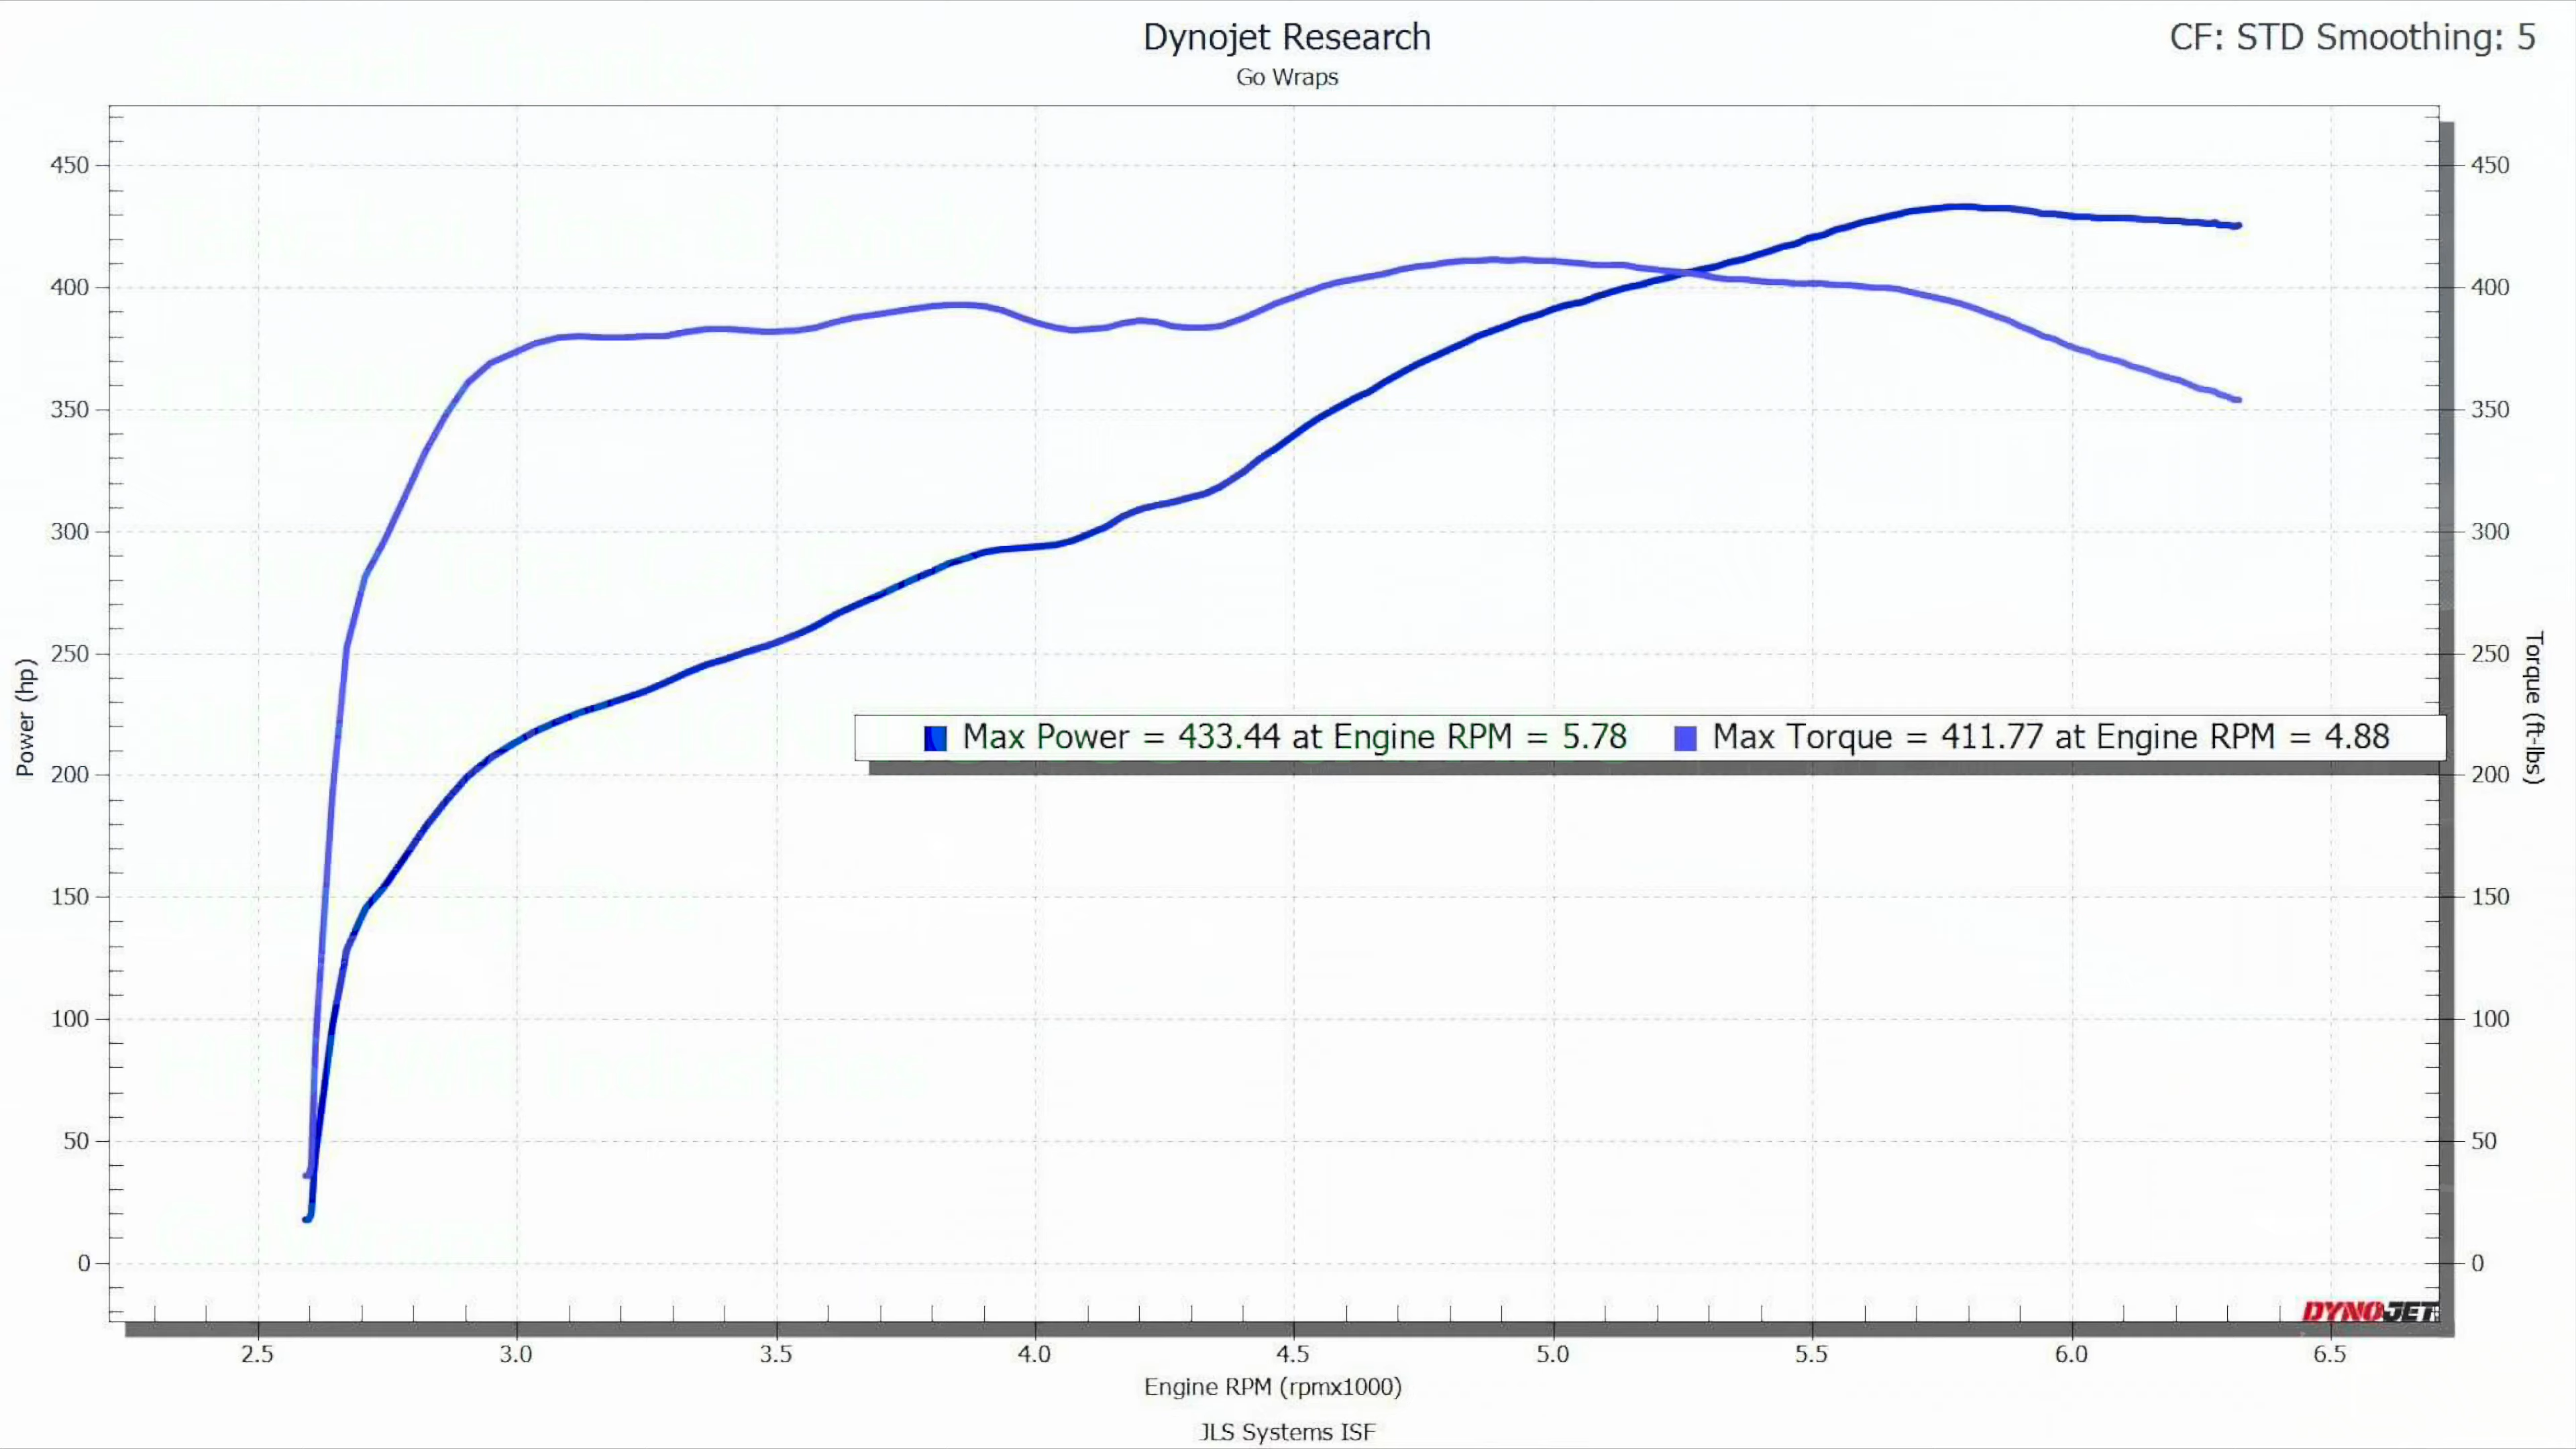 Dynojet Research
CF: STD Smoothing: 5
Go Wraps
450
400
350
300
250
200
150
100
50
0
Power (hp)
Max Power = 433.44 at Engine RPM = 5.78
Max Torque = 411.77 at Engine RPM = 4.88
450
400
350
300
250
200
150
100
50
0
Torque (ft-lbs)
DYNOJET
2.5 3.0 3.5 4.0 4.5 5.0 5.5 6.0 6.5
Engine RPM (rpmx1000)
JLS Systems ISF